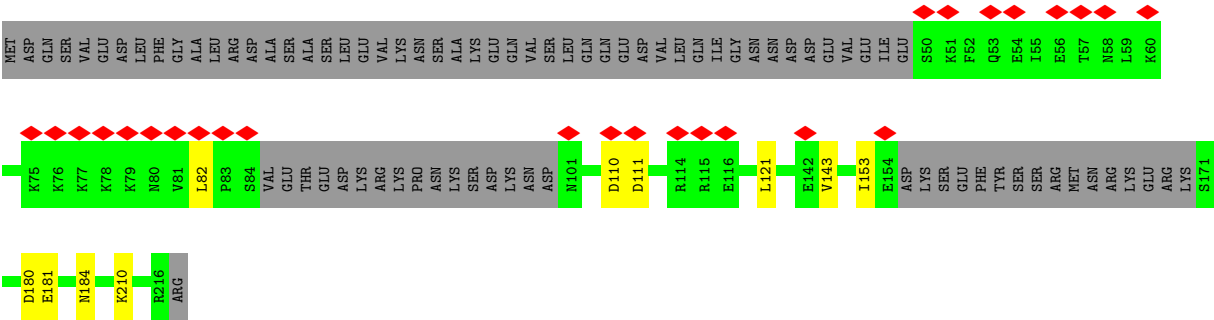 MET ASP GLN SER VAL GLU ASP LEU PHE GLY ALA LEU ARG ASP ALA SER ALA SER LEU GLU VAL LYS ASN SER ALA LYS GLU GLN VAL SER LEU GLN GLN GLU ASP VAL LEU GLN ILE GLY ASN ASN ASP ASP GLU VAL GLU ILE GLU S50 K51 F52 Q53 E54 I55 E56 T57 N58 L59 K60
K75 K76 K77 K78 K79 N80 V81 L82 P83 S84 VAL GLU THR GLU ASP LYS ARG LYS PRO ASN LYS SER ASP LYS ASN ASP N101 D110 D111 R114 R115 E116 L121 E142 V143 I153 E154 ASP LYS SER GLU PHE TYR SER SER ARG MET ASN ARG LYS GLU ARG LYS S171
D180 E181 N184 K210 R216 ARG